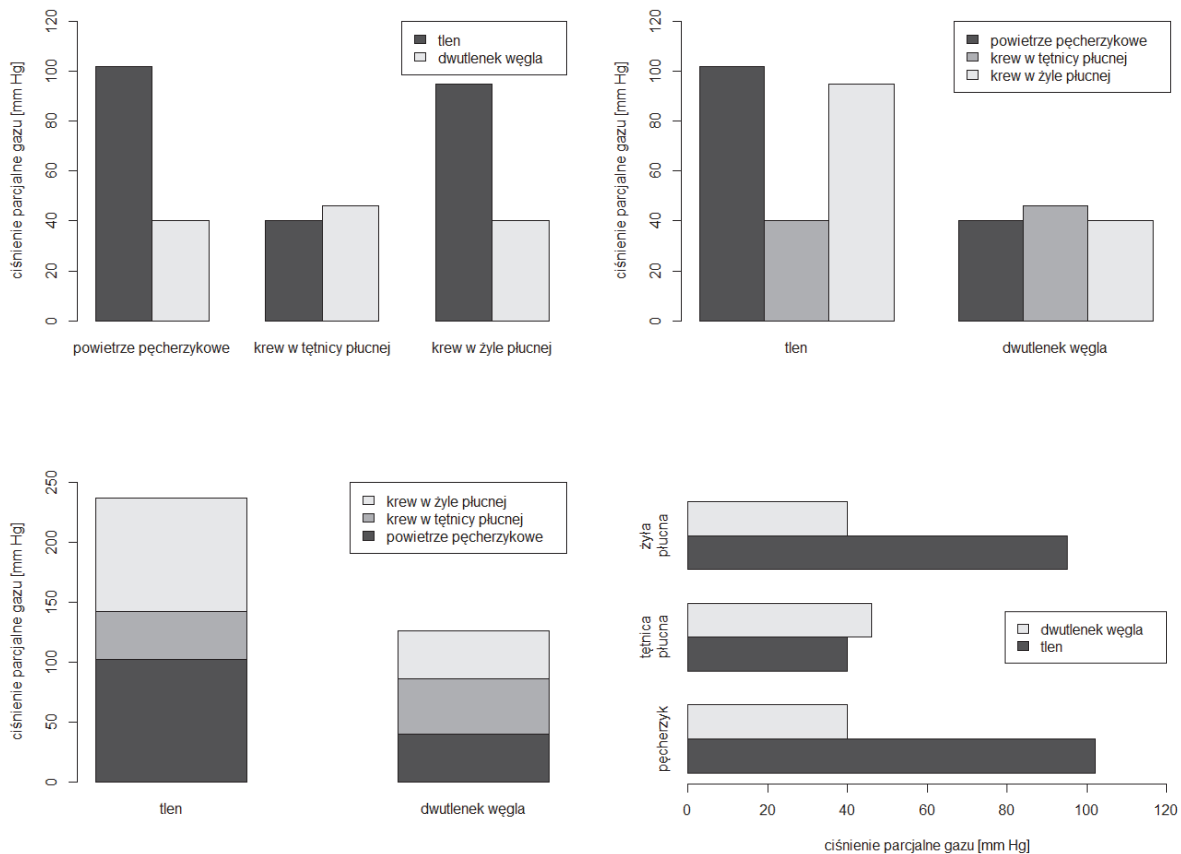 ciśnienie parcjalne gazu [mm Hg]
0 20 40 60 80 100 120
tlen
dwutlenek węgla
powietrze pęcherzykowe krew w tętnicy płucnej krew w żyle płucnej
ciśnienie parcjalne gazu [mm Hg]
0 20 40 60 80 100 120
powietrze pęcherzykowe
krew w tętnicy płucnej
krew w żyle płucnej
tlen dwutlenek węgla
ciśnienie parcjalne gazu [mm Hg]
0 50 100 150 200 250
krew w żyle płucnej
krew w tętnicy płucnej
powietrze pęcherzykowe
tlen dwutlenek węgla
żyła
płucna
tętnica
płucna
pęcherzyk
dwutlenek węgla
tlen
0 20 40 60 80 100 120
ciśnienie parcjalne gazu [mm Hg]